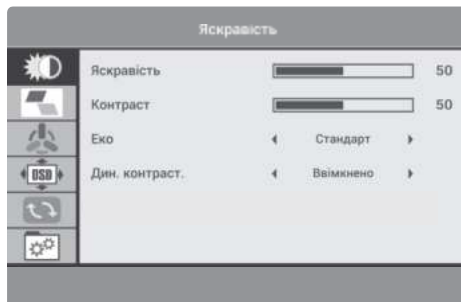 Яскравість
Яскравість 50
Контраст 50
Еко Стандарт
Дин. контраст. Ввімкнено
OSD